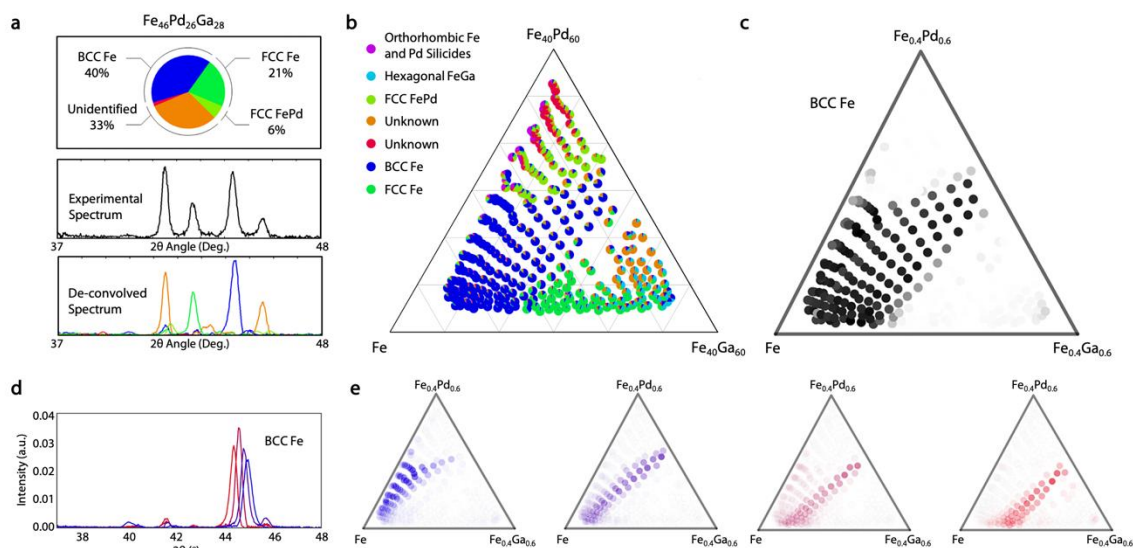 a
Fe46Pd26Ga28
BCC Fe
40%
FCC Fe
21%
Unidentified
33%
FCC FePd
6%
Experimental
Spectrum
37
2θ Angle (Deg.)
48
De-convolved
Spectrum
37
2θ Angle (Deg.)
48
b
Orthorhombic Fe
and Pd Silicides
Hexagonal FeGa
FCC FePd
Unknown
Unknown
BCC Fe
FCC Fe
Fe40Pd60
Fe
Fe40Ga60
c
Fe0.4Pd0.6
BCC Fe
Fe
Fe0.4Ga0.6
d
Intensity (a.u.)
0.04
0.03
0.02
0.01
0.00
BCC Fe
38 40 42 44 46 48
e
Fe0.4Pd0.6
Fe
Fe0.4Ga0.6
Fe0.4Pd0.6
Fe
Fe0.4Ga0.6
Fe0.4Pd0.6
Fe
Fe0.4Ga0.6
Fe0.4Pd0.6
Fe
Fe0.4Ga0.6